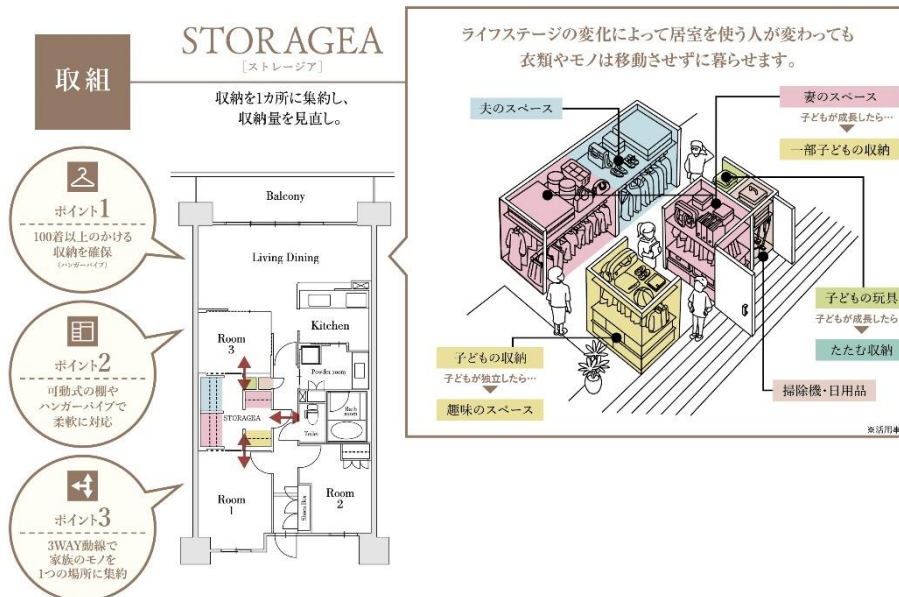 取組
STORAGEA
[ストレージア]
収納を1カ所に集約し、
収納量を見直し。
ポイント1
100着以上のかける
収納を確保
(ハンガーパイプ)
ポイント2
可動式の棚や
ハンガーパイプで
柔軟に対応
ポイント3
3WAY動線で
家族のモノを
1つの場所に集約
Balcony
Living Dining
Kitchen
Room
3
Powder room
STORAGEA
Toilet
Bath
room
Room
1
Shoes Box
Room
2
ライフステージの変化によって居室を使う人が変わっても
衣類やモノは移動させずに暮らせます。
夫のスペース
妻のスペース
子どもが成長したら…
一部子どもの収納
子どもの玩具
子どもが成長したら
たたむ収納
子どもの収納
子どもが独立したら…
趣味のスペース
掃除機・日用品
※活用